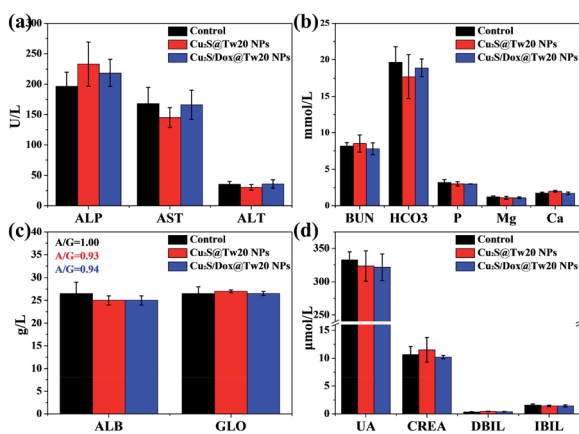 (a)
Control
Cu₂S@Tw20 NPs
Cu₂S/Dox@Tw20 NPs
U/L
250
200
150
100
50
0
ALP AST ALT
(b)
Control
Cu₂S@Tw20 NPs
Cu₂S/Dox@Tw20 NPs
mmol/L
25
20
15
10
5
0
BUN HCO3 P Mg Ca
(c)
A/G=1.00
A/G=0.93
A/G=0.94
Control
Cu₂S@Tw20 NPs
Cu₂S/Dox@Tw20 NPs
g/L
35
30
25
20
15
10
5
0
ALB GLO
(d)
Control
Cu₂S@Tw20 NPs
Cu₂S/Dox@Tw20 NPs
μmol/L
350
325
300
15
10
5
0
UA CREA DBIL IBIL